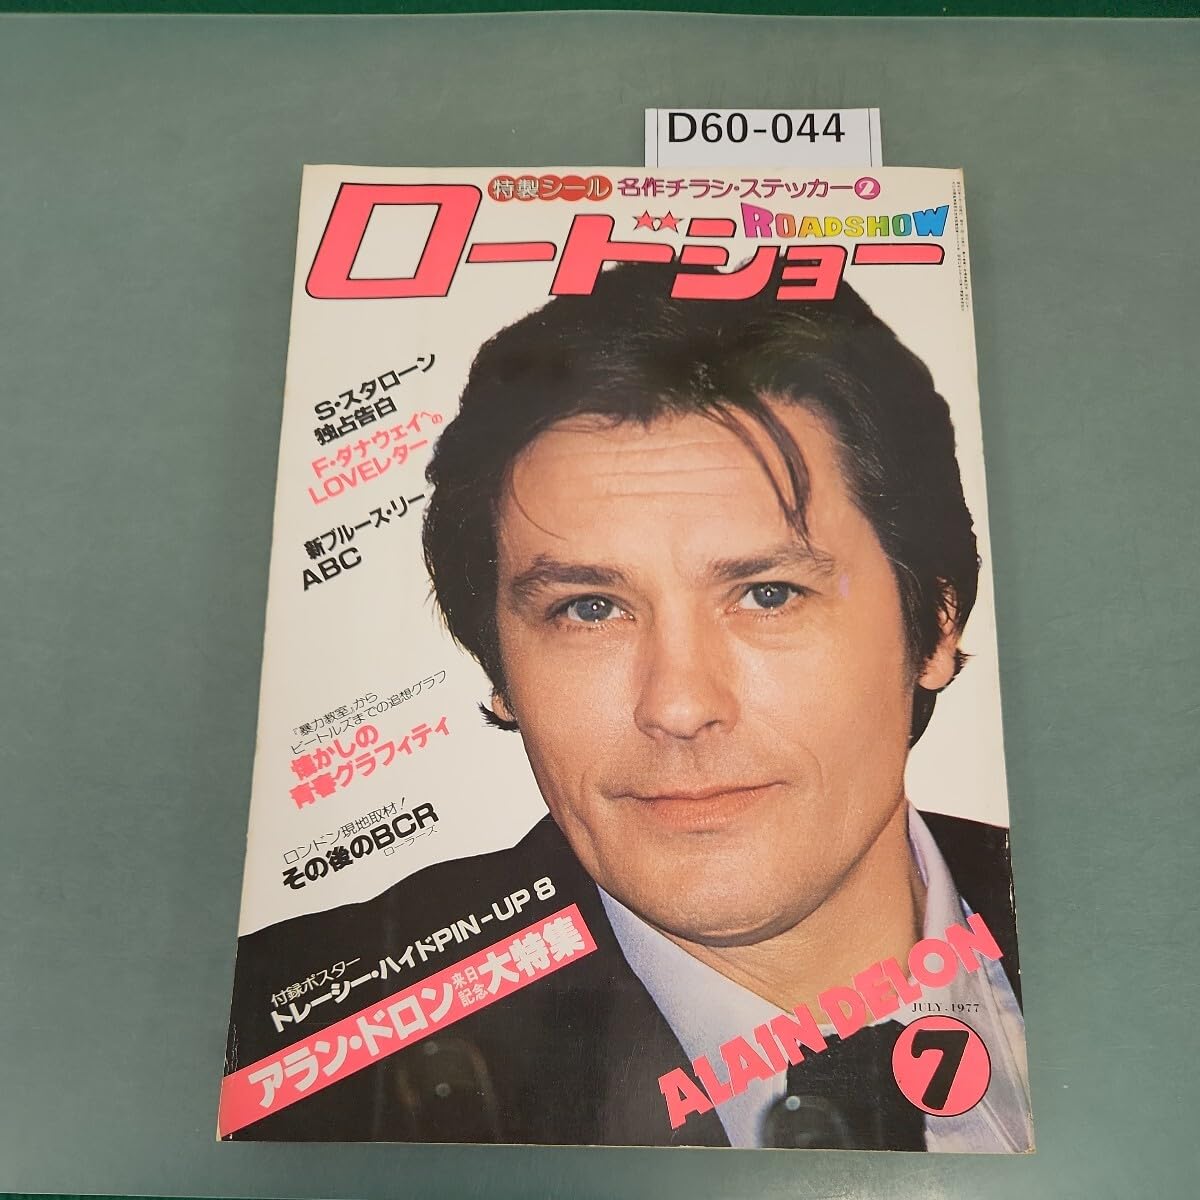 D60-044
特製シール 名作チラシ・ステッカー2
ロードショー
ROADSHOW
S・スタローン
独占告白
F・ダナウェイへの
LOVEレター
新ブルース・リー
ABC
『暴力教室』から
ビートルズまでの追想グラフ
懐かしの
青春グラフィティ
ロンドン現地取材!
その後のBCR
ローラーズ
付録ポスター
トレーシー・ハイドPIN-UP 8
アラン・ドロン来日記念大特集
ALAIN DELON
JULY. 1977
7